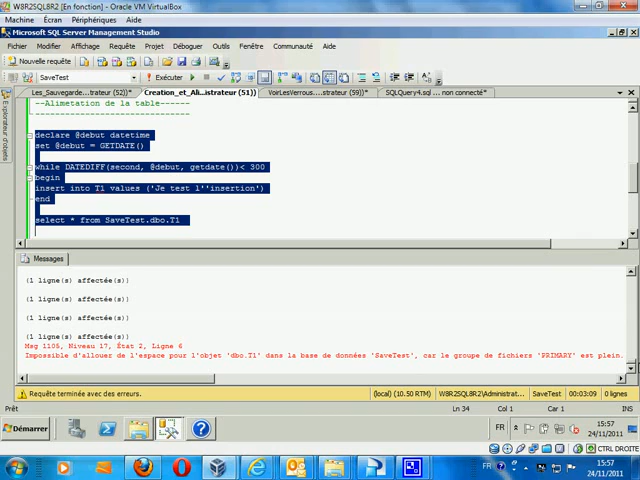 W8R2SQL8R2 [En fonction] - Oracle VM VirtualBox
Machine Écran Périphériques Aide
Microsoft SQL Server Management Studio
Fichier Modifier Affichage Requête Projet Déboguer Outils Fenêtre Communauté Aide
Nouvelle requête
SaveTest Exécuter
Les_Sauvegarde...trateur (52))* Creation_et_Ali...istrateur (51)) VoirLesVerrous....strateur (59))* SQLQuery4.sql ... non connecté*
Explorateur d'objets
--Alimetation de la table------
-------------------------------
declare @debut datetime
set @debut = GETDATE()
while DATEDIFF(second, @debut, getdate())< 300
begin
insert into T1 values ('Je test l''insertion')
end
select * from SaveTest.dbo.T1
Messages
(1 ligne(s) affectée(s))
(1 ligne(s) affectée(s))
(1 ligne(s) affectée(s))
(1 ligne(s) affectée(s))
Msg 1105, Niveau 17, État 2, Ligne 6
Impossible d'allouer de l'espace pour l'objet 'dbo.T1' dans la base de données 'SaveTest', car le groupe de fichiers 'PRIMARY' est plein.
Requête terminée avec des erreurs. (local) (10.50 RTM) W8R2SQL8R2\Administrat... SaveTest 00:03:09 0 lignes
Prêt Ln 34 Col 1 Car 1 INS
Démarrer FR 15:57
24/11/2011
CTRL DROITE
FR 15:57
24/11/2011